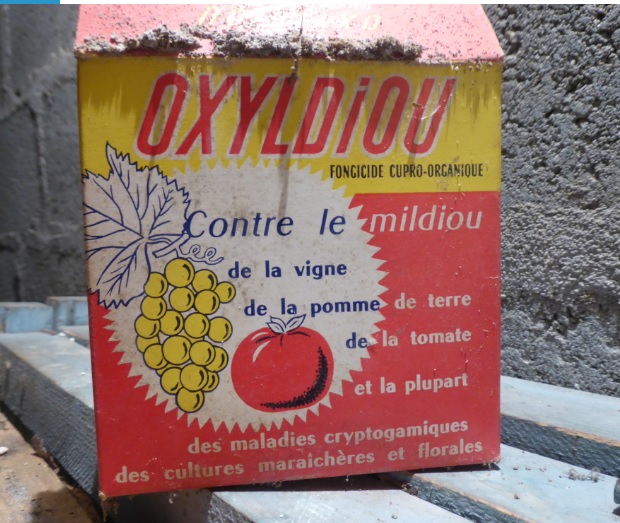 OXYLDiOU
FONGICIDE CUPRO-ORGANIQUE
Contre le mildiou
de la vigne
de la pomme de terre
de la tomate
et la plupart
des maladies cryptogamiques
des cultures maraichères et florales